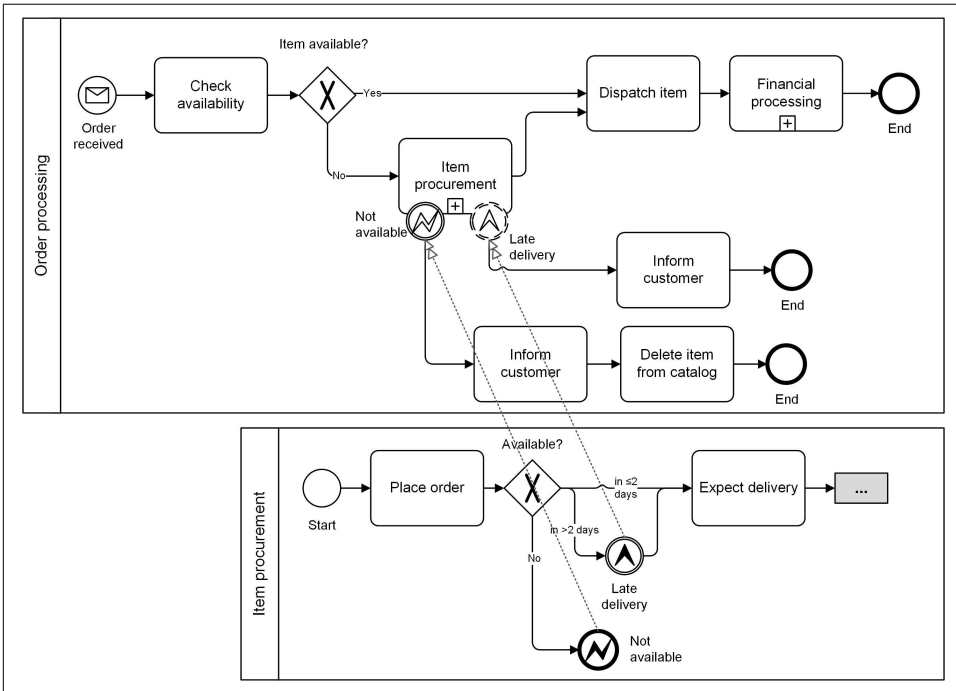 Order processing
Item available?
Check
availability
Order
received
Yes
No
Dispatch item
Financial
processing
End
Item
procurement
Not
available
Late
delivery
Inform
customer
End
Inform
customer
Delete item
from catalog
End
Item procurement
Available?
Start
Place order
in ≤2
days
in >2 days
No
Expect delivery
...
Late
delivery
Not
available